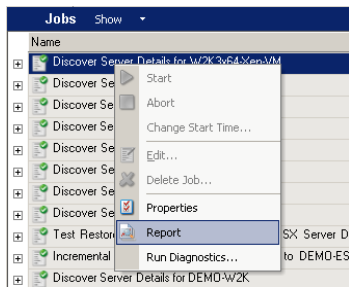 Jobs Show
Name
Discover Server Details for W2K3x64-Xen-VM
Discover Se
Start
Discover Se
Abort
Discover Se
Change Start Time...
Discover Se
Edit...
Discover Se
Delete Job...
Discover Se
Properties
Discover Se
Test Resto
Report
SX Server D
Incremental
Run Diagnostics...
to DEMO-ES
Discover Server Details for DEMO-W2K